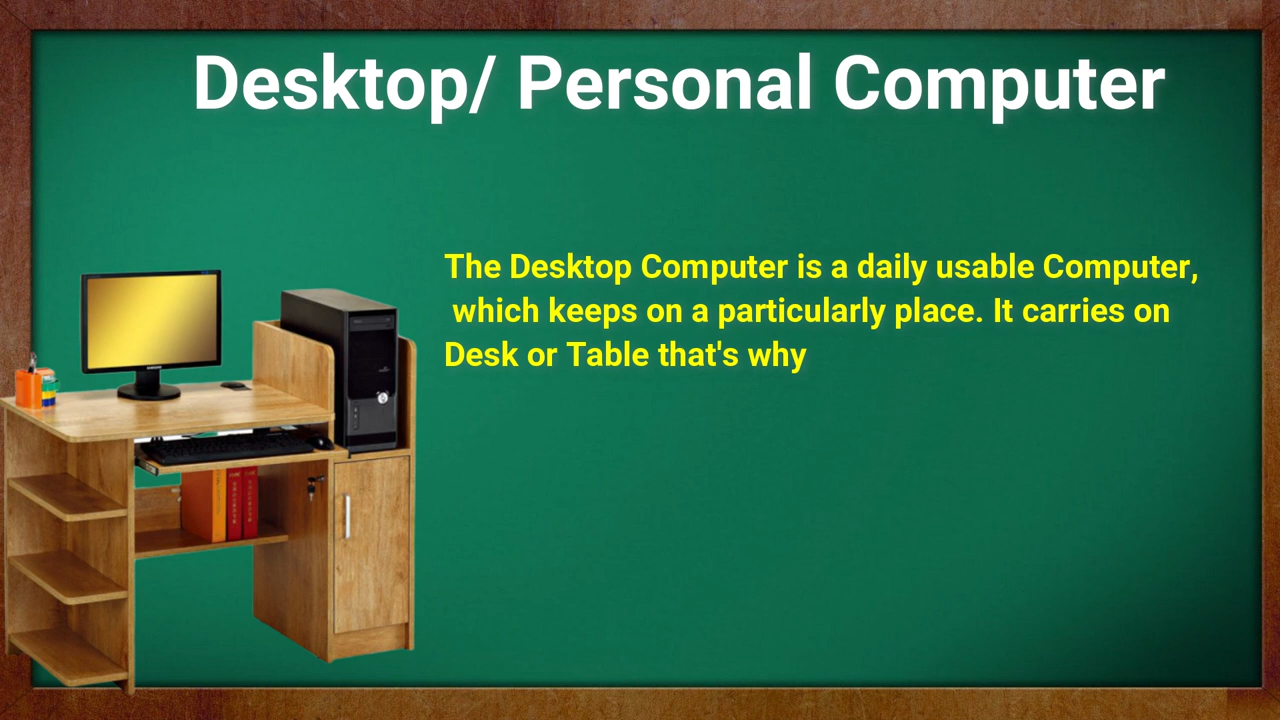 Desktop/ Personal Computer
The Desktop Computer is a daily usable Computer,
which keeps on a particularly place. It carries on
Desk or Table that's why